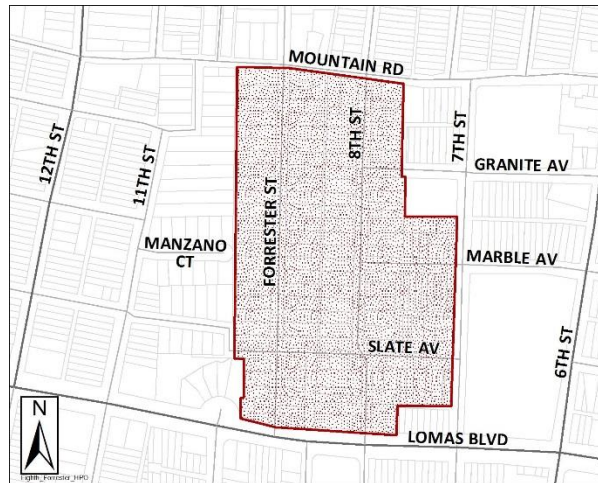 MOUNTAIN RD
12TH ST
11TH ST
8TH ST
7TH ST
GRANITE AV
FORRESTER ST
MANZANO
CT
MARBLE AV
SLATE AV
6TH ST
N
LOMAS BLVD
Eighth_Forrester_HPO